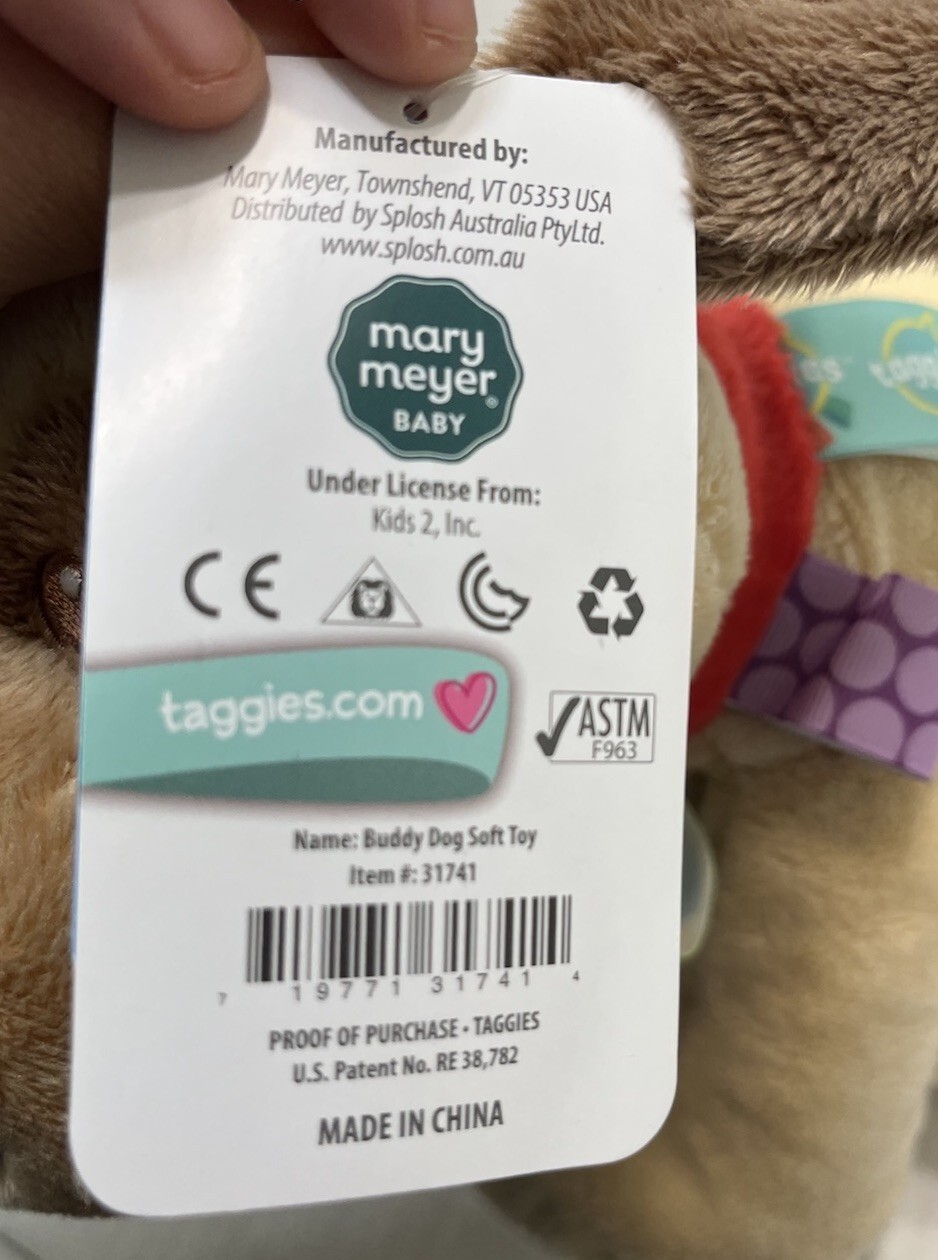 Manufactured by:
Mary Meyer, Townshend, VT 05353 USA
Distributed by Splosh Australia PtyLtd.
www.splosh.com.au
mary
meyer®
BABY
Under License From:
Kids 2, Inc.
CE
taggies.com
ASTM
F963
Name: Buddy Dog Soft Toy
Item #: 31741
7 19771 31741 4
PROOF OF PURCHASE • TAGGIES
U.S. Patent No. RE 38,782
MADE IN CHINA